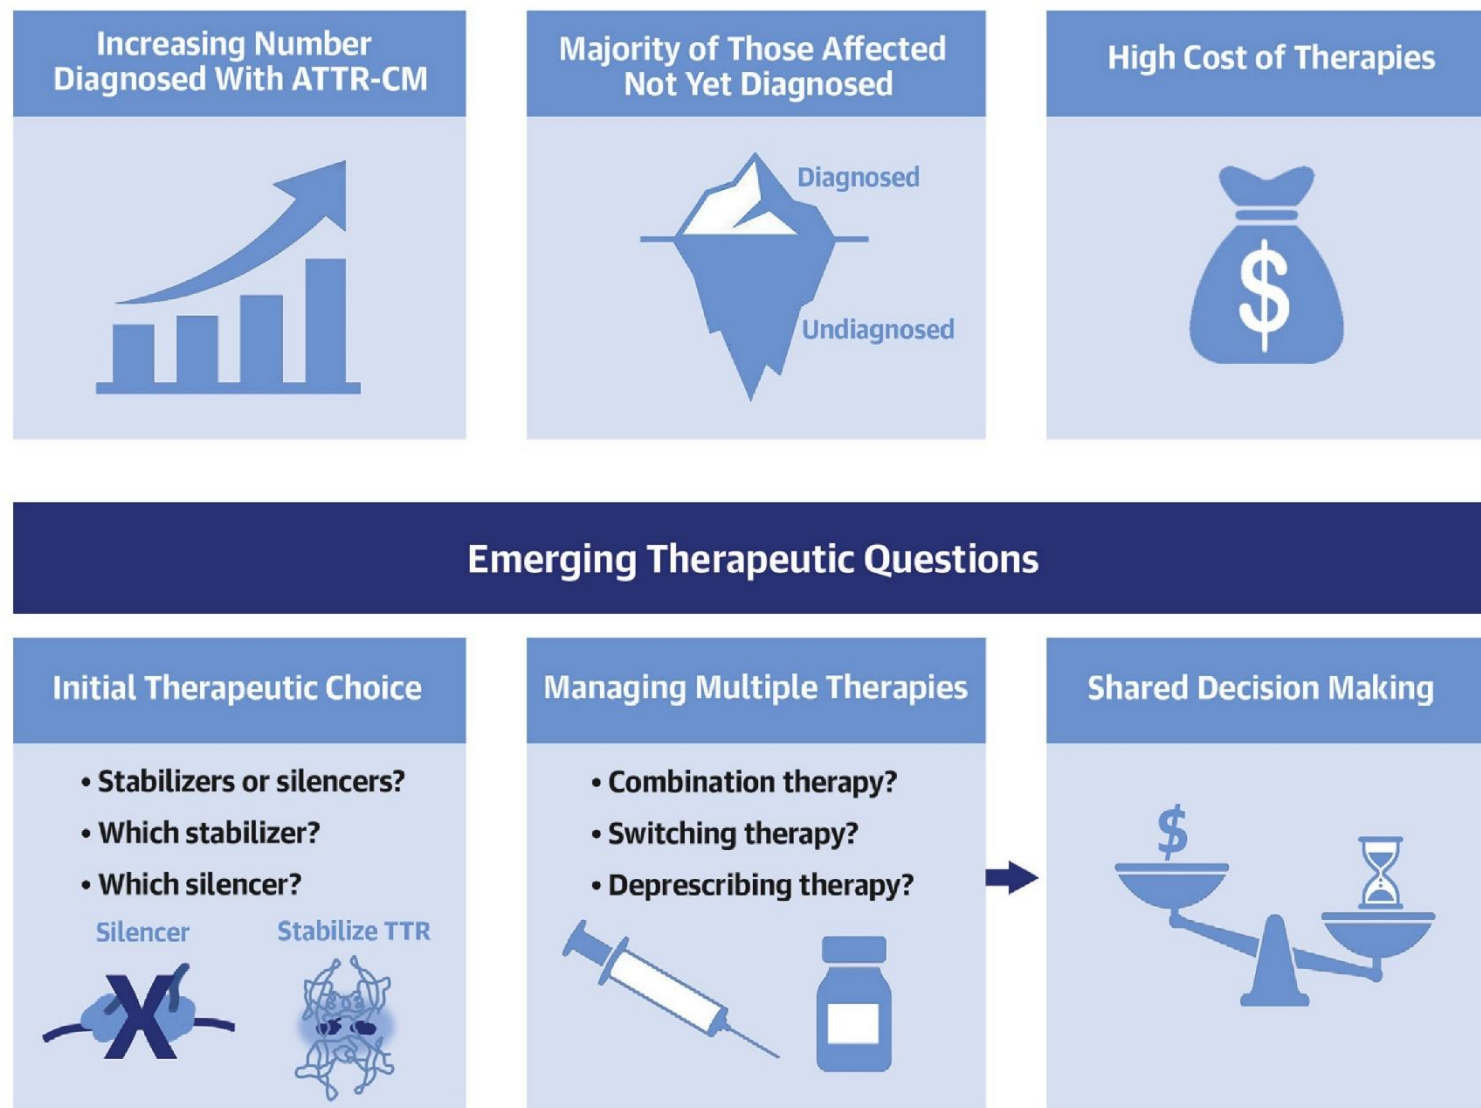 Increasing Number
Diagnosed With ATTR-CM
Majority of Those Affected
Not Yet Diagnosed
Diagnosed
Undiagnosed
High Cost of Therapies
$
Emerging Therapeutic Questions
Initial Therapeutic Choice
• Stabilizers or silencers?
• Which stabilizer?
• Which silencer?
Silencer
Stabilize TTR
X
Managing Multiple Therapies
• Combination therapy?
• Switching therapy?
• Deprescribing therapy?
Shared Decision Making
$